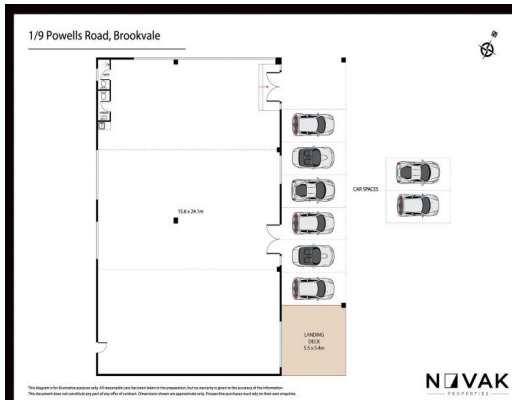 1/9 Powells Road, Brookvale
15.6 x 24.1m
CAR SPACES
LANDING
DECK
5.5 x 5.4m
This diagram is for illustrative purpose only. All reasonable care has been taken in the preparation, but no warranty is given to the accuracy of the information.
This document does not constitute any part of any offer of contract. Dimensions shown are approximate only. Prospective purchasers must rely on their own enquiries.
NOVAK
PROPERTIES